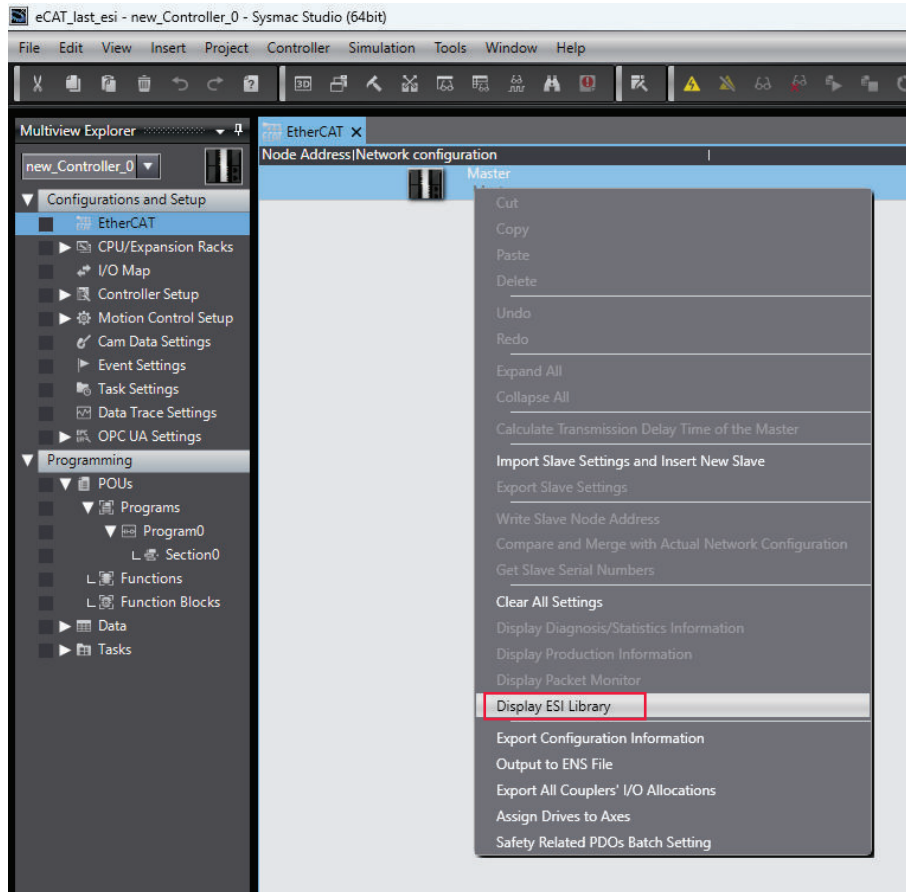 eCAT_last_esi - new_Controller_0 - Sysmac Studio (64bit)
File Edit View Insert Project Controller Simulation Tools Window Help
3D
Multiview Explorer
new_Controller_0
Configurations and Setup
EtherCAT
CPU/Expansion Racks
I/O Map
Controller Setup
Motion Control Setup
Cam Data Settings
Event Settings
Task Settings
Data Trace Settings
OPC UA Settings
Programming
POUs
Programs
Program0
Section0
Functions
Function Blocks
Data
Tasks
EtherCAT
Node Address|Network configuration
Master
Cut
Copy
Paste
Delete
Undo
Redo
Expand All
Collapse All
Calculate Transmission Delay Time of the Master
Import Slave Settings and Insert New Slave
Export Slave Settings
Write Slave Node Address
Compare and Merge with Actual Network Configuration
Get Slave Serial Numbers
Clear All Settings
Display Diagnosis/Statistics Information
Display Production Information
Display Packet Monitor
Display ESI Library
Export Configuration Information
Output to ENS File
Export All Couplers' I/O Allocations
Assign Drives to Axes
Safety Related PDOs Batch Setting